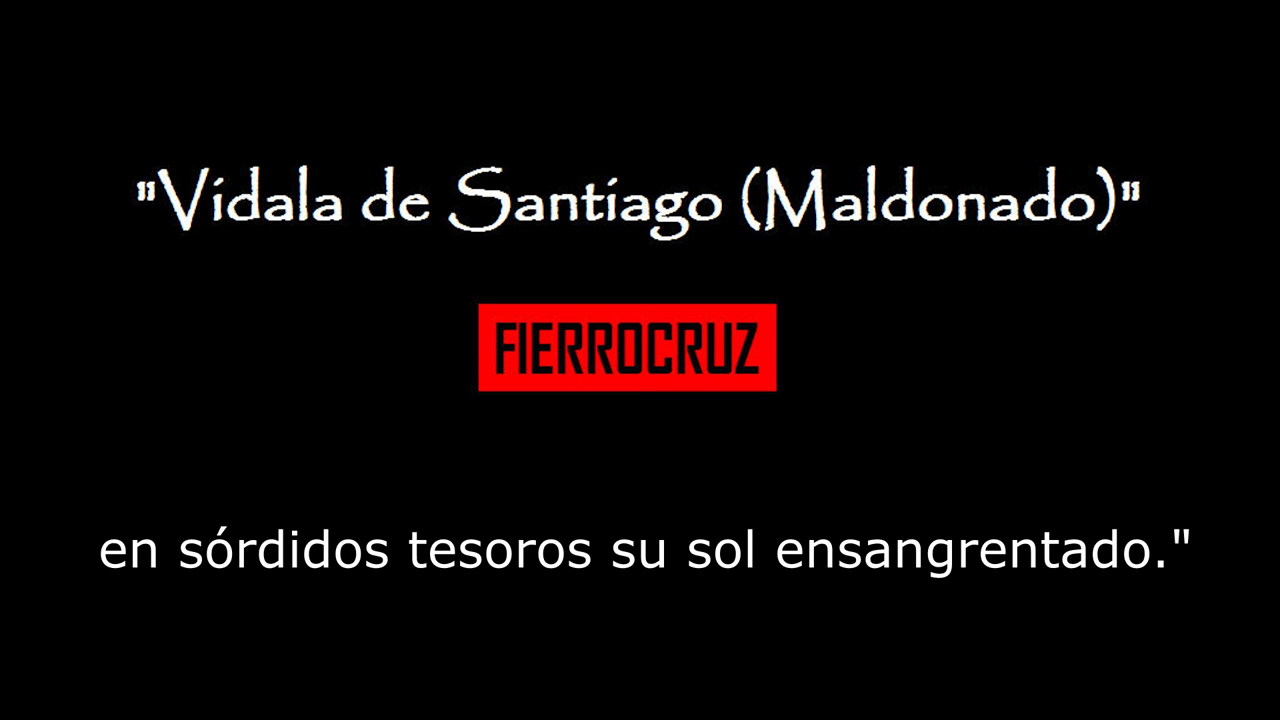 "Vidala de Santiago (Maldonado)"
FIERROCRUZ
en sórdidos tesoros su sol ensangrentado."